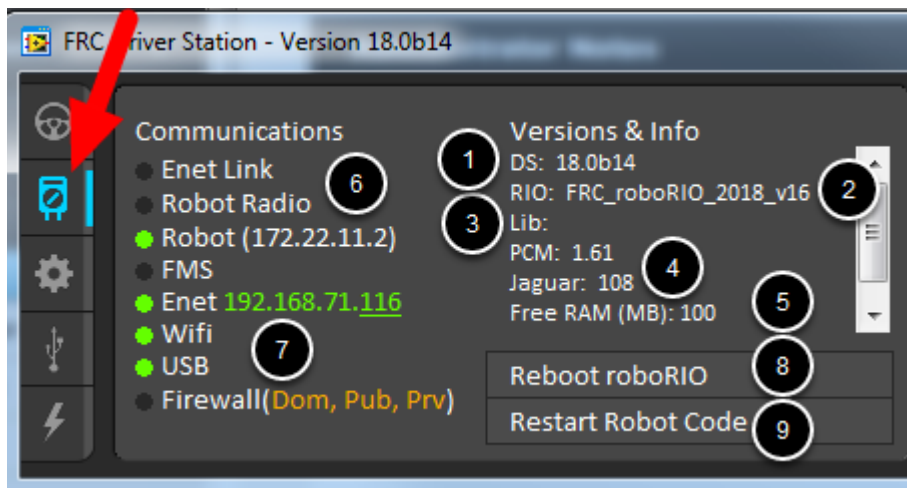 FRC Driver Station - Version 18.0b14
Communications
Enet Link
Robot Radio
Robot (172.22.11.2)
FMS
Enet 192.168.71.116
Wifi
USB
Firewall(Dom, Pub, Prv)
6
7
Versions & Info
DS: 18.0b14
RIO: FRC_roboRIO_2018_v16
Lib:
PCM: 1.61
Jaguar: 108
Free RAM (MB): 100
1
2
3
4
5
Reboot roboRIO
8
Restart Robot Code
9